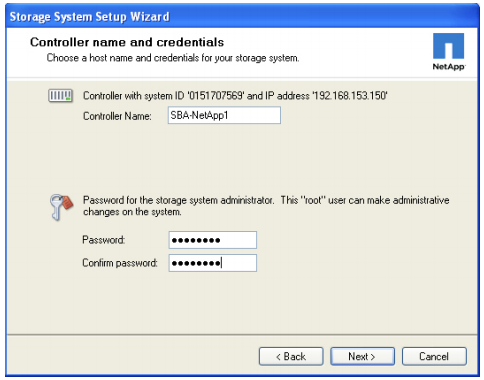 Storage System Setup Wizard
Controller name and credentials
Choose a host name and credentials for your storage system.
NetApp
Controller with system ID '0151707569' and IP address '192.168.153.150'
Controller Name: SBA-NetApp1
Password for the storage system administrator. This "root" user can make administrative
changes on the system.
Password: ●●●●●●●●
Confirm password: ●●●●●●●●
< Back Next > Cancel